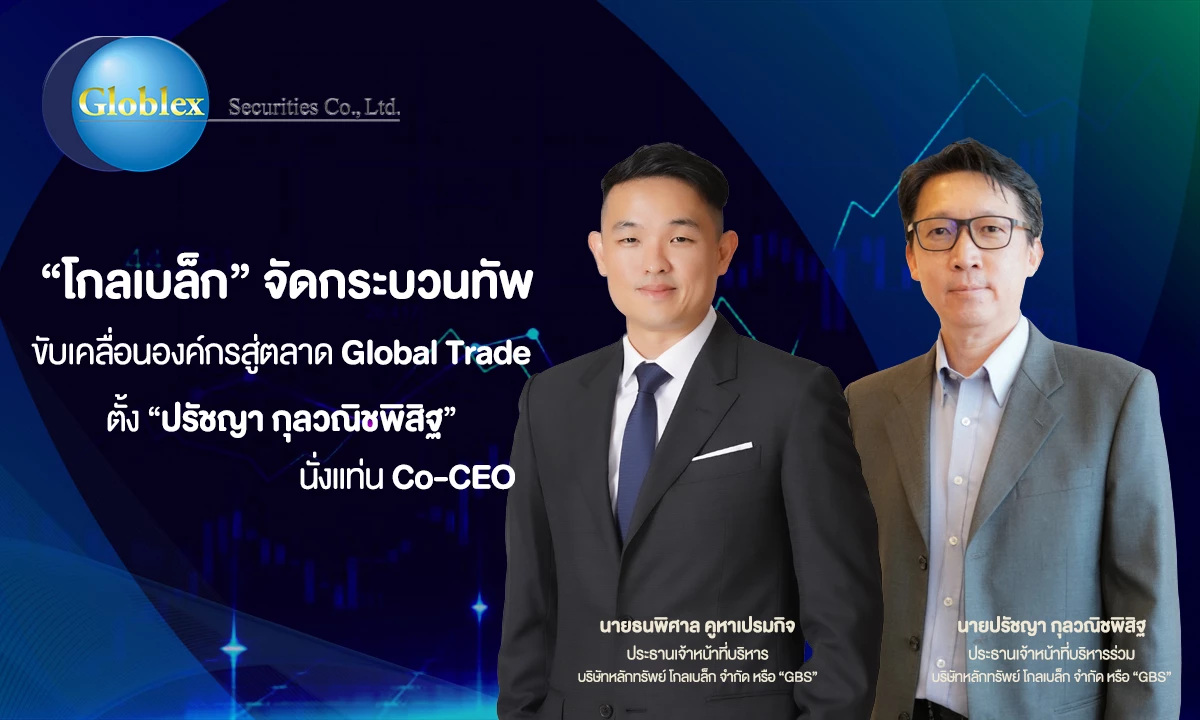 Globlex Securities Co., Ltd.
“โกลเบล็ก” จัดกระบวนทัพ
ขับเคลื่อนองค์กรสู่ตลาด Global Trade
ตั้ง “ปรัชญา กุลวณิชพิสิฐ”
นั่งแท่น Co-CEO
นายธนพิศาล คูหาเปรมกิจ
ประธานเจ้าหน้าที่บริหาร
บริษัทหลักทรัพย์ โกลเบล็ก จำกัด หรือ “GBS”
นายปรัชญา กุลวณิชพิสิฐ
ประธานเจ้าหน้าที่บริหารร่วม
บริษัทหลักทรัพย์ โกลเบล็ก จำกัด หรือ “GBS”